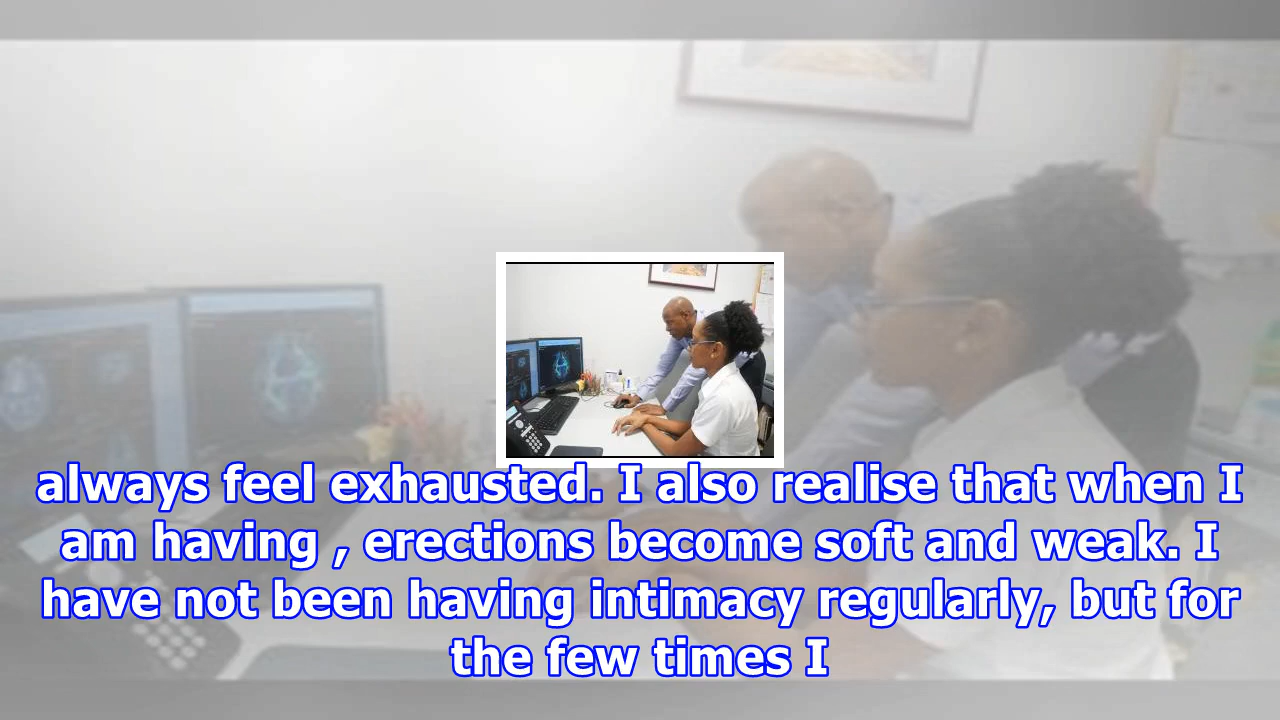 always feel exhausted. I also realise that when I
am having , erections become soft and weak. I
have not been having intimacy regularly, but for
the few times I